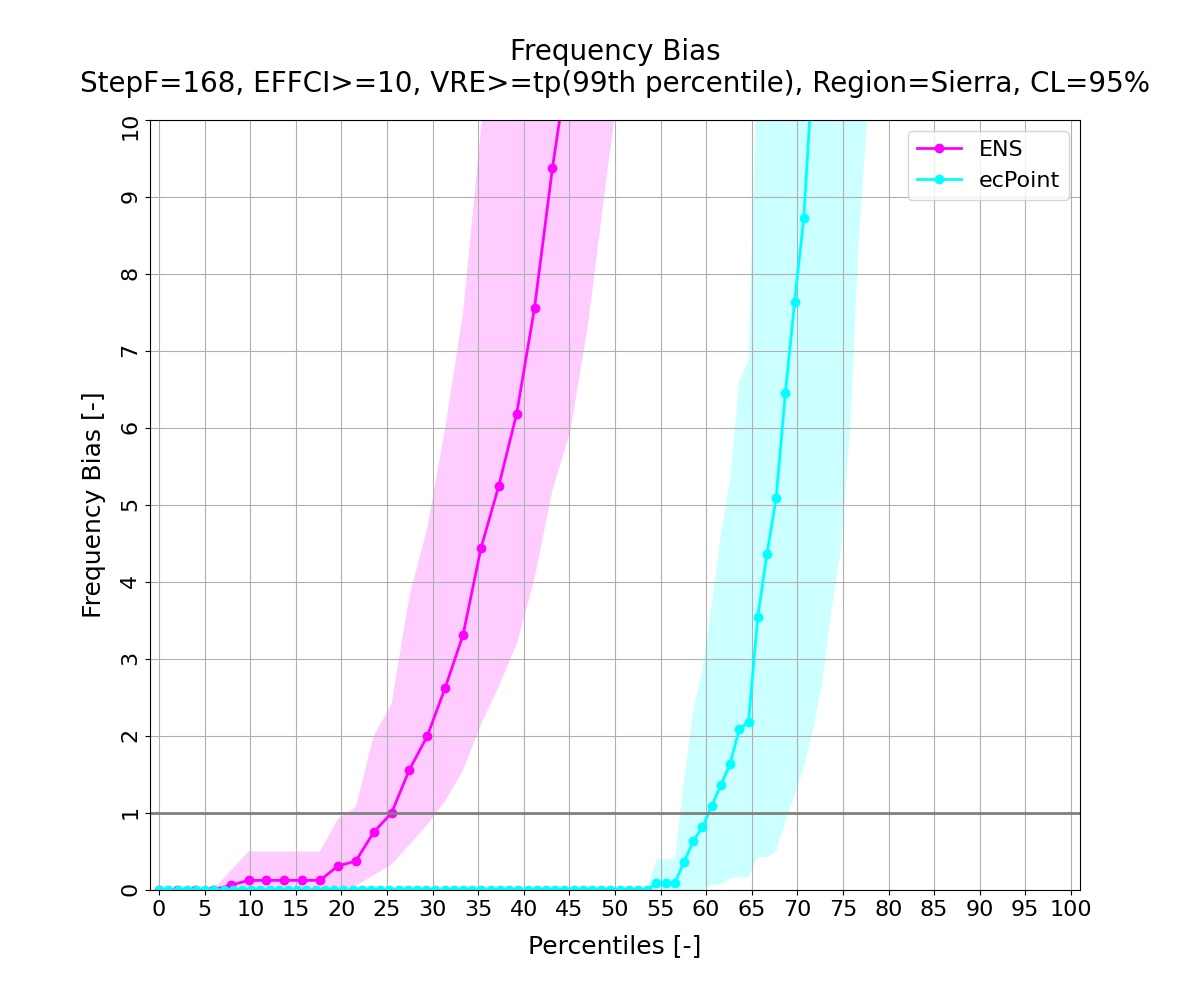 Frequency Bias
StepF=168, EFFCI>=10, VRE>=tp(99th percentile), Region=Sierra, CL=95%
ENS
ecPoint
Frequency Bias [-]
10
9
8
7
6
5
4
3
2
1
0
0 5 10 15 20 25 30 35 40 45 50 55 60 65 70 75 80 85 90 95 100
Percentiles [-]